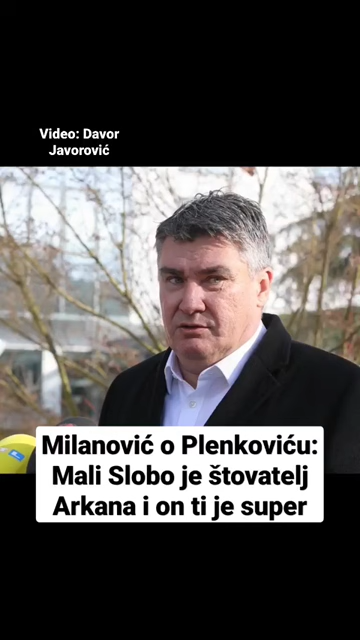 Video: Davor
Javorović
Milanović o Plenkoviću:
Mali Slobo je štovatelj
Arkana i on ti je super